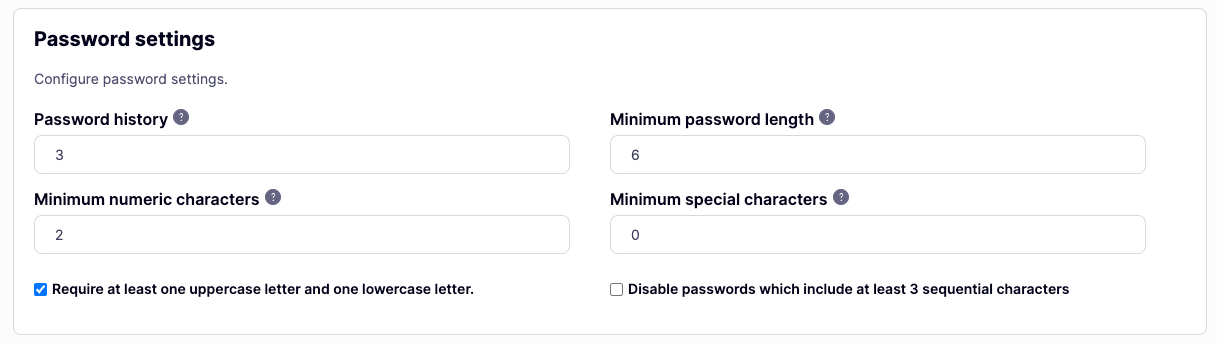 Password settings
Configure password settings.
Password history ?
Minimum password length ?
3
6
Minimum numeric characters ?
Minimum special characters ?
2
0
Require at least one uppercase letter and one lowercase letter.
Disable passwords which include at least 3 sequential characters